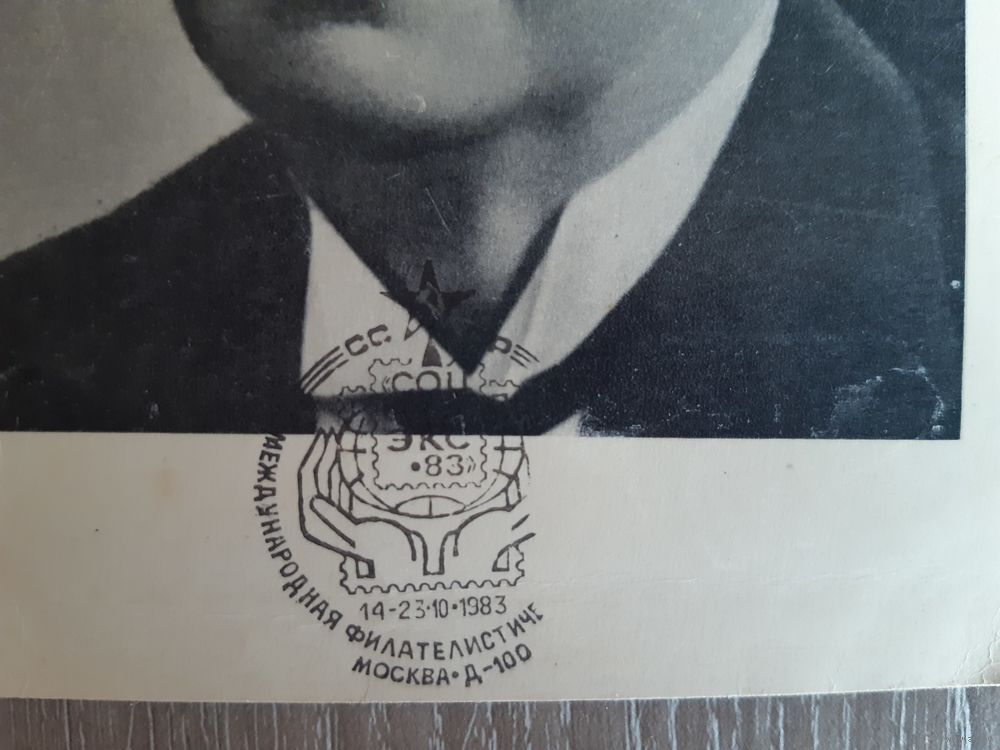 СССР
«СОЦ
ЭКС
•83»
14-23•10•1983
МЕЖДУНАРОДНАЯ ФИЛАТЕЛИСТИЧЕ
МОСКВА•Д-100